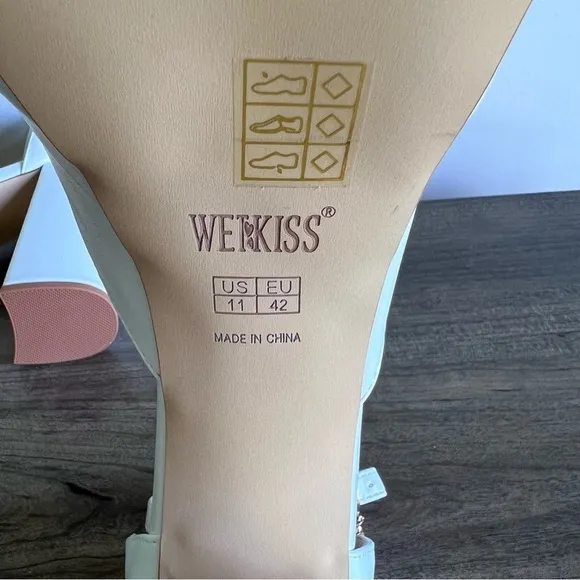 WETKISS®
US EU
11 42
MADE IN CHINA